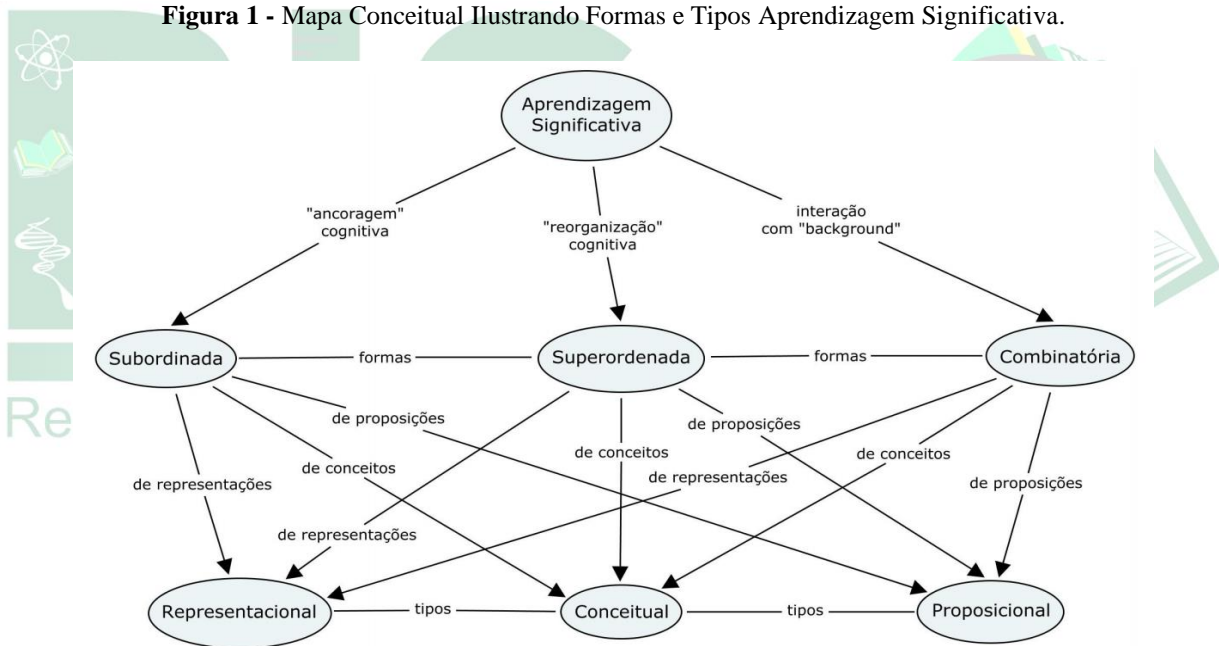 Figura 1 - Mapa Conceitual Ilustrando Formas e Tipos Aprendizagem Significativa.
Aprendizagem
Significativa
"ancoragem"
cognitiva
"reorganização"
cognitiva
interação
com "background"
Subordinada
formas
Superordenada
formas
Combinatória
de proposições
de proposições
de conceitos
de conceitos
de conceitos
de representações
de representações
de proposições
de representações
Representacional
tipos
Conceitual
tipos
Proposicional
Re